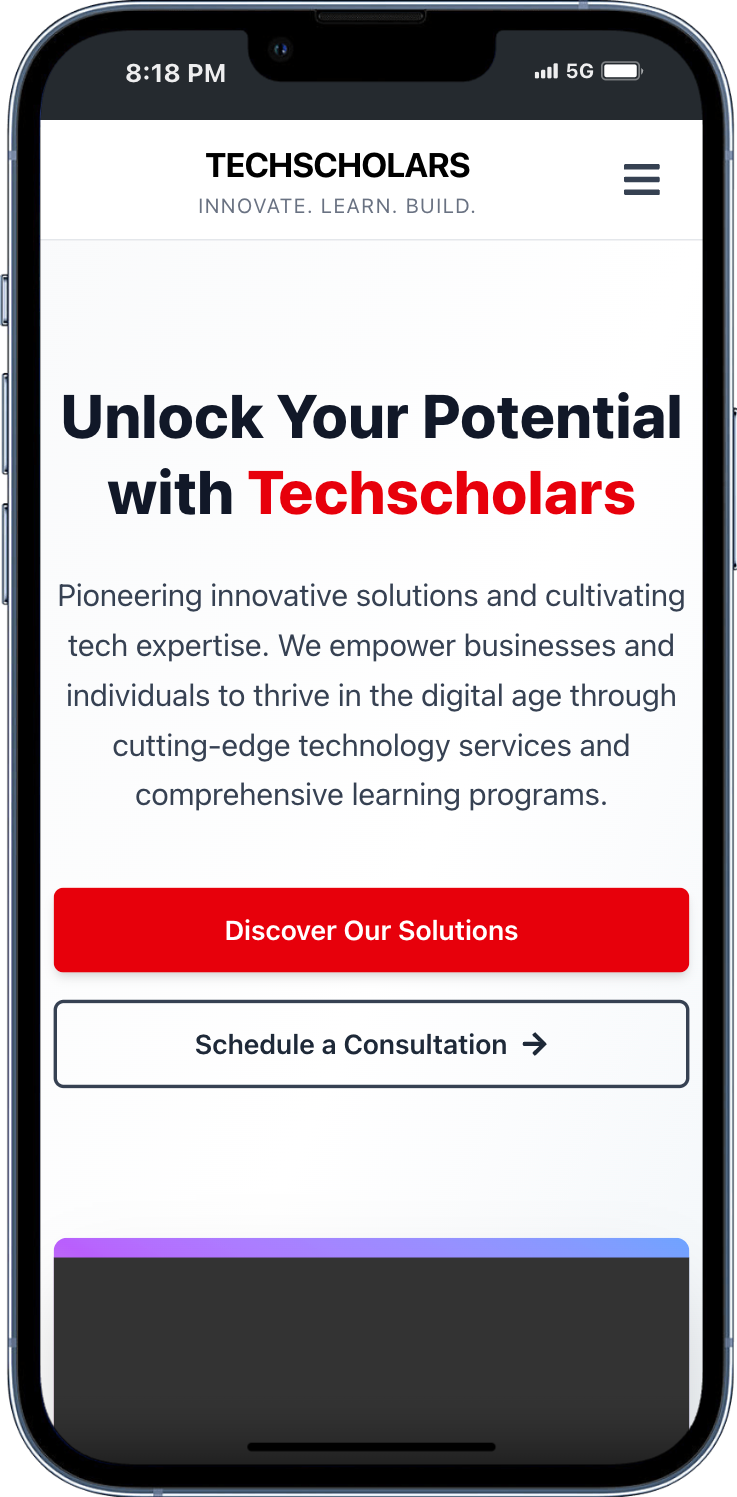 8:18 PM 5G
TECHSCHOLARS
INNOVATE. LEARN. BUILD.
Unlock Your Potential
with Techscholars
Pioneering innovative solutions and cultivating
tech expertise. We empower businesses and
individuals to thrive in the digital age through
cutting-edge technology services and
comprehensive learning programs.
Discover Our Solutions
Schedule a Consultation →